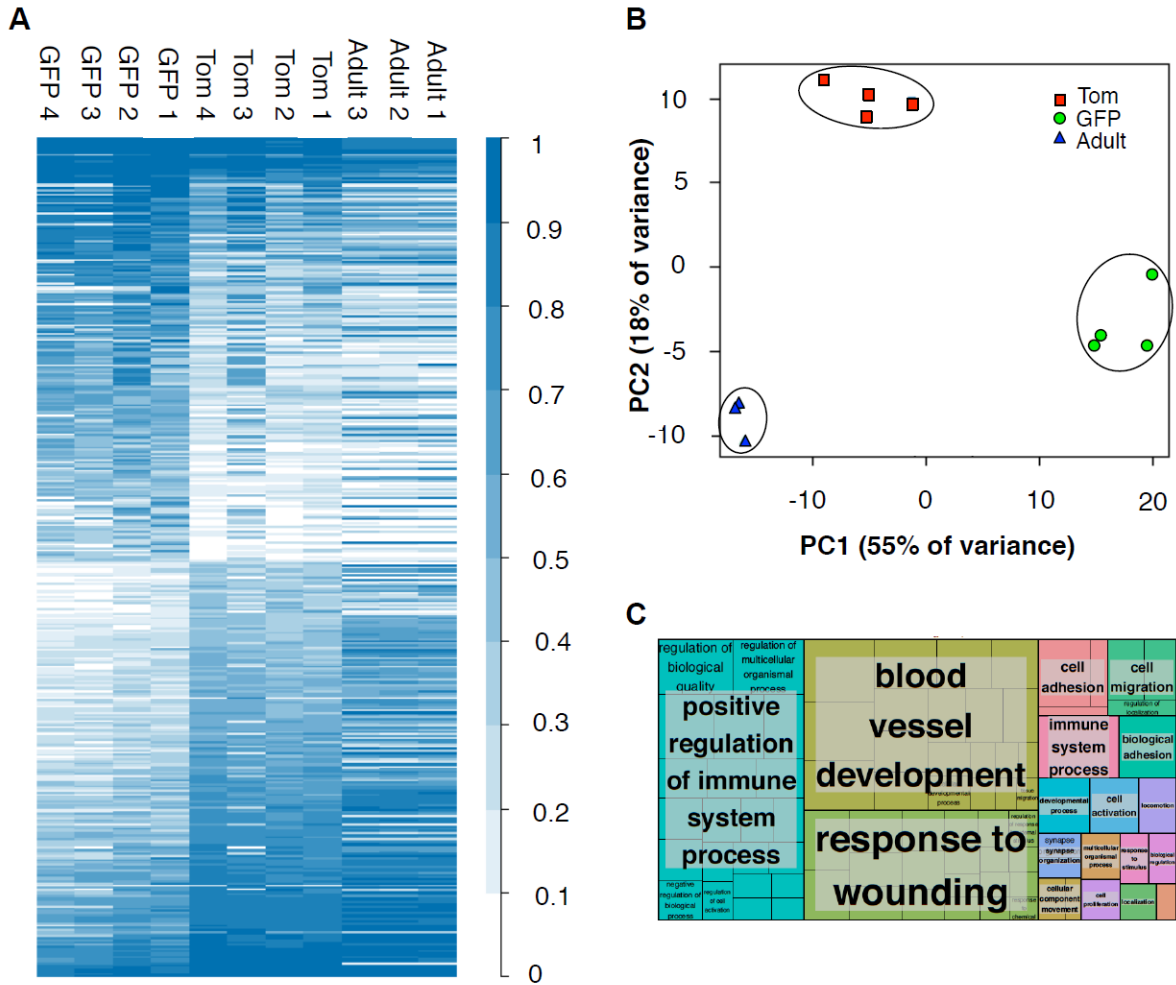 A
GFP 4
GFP 3
GFP 2
GFP 1
Tom 4
Tom 3
Tom 2
Tom 1
Adult 3
Adult 2
Adult 1
1
0.9
0.8
0.7
0.6
0.5
0.4
0.3
0.2
0.1
0
B
PC2 (18% of variance)
10
5
0
-5
-10
Tom
GFP
Adult
-10
0
10
20
PC1 (55% of variance)
C
regulation of
biological
quality
regulation of
multicellular
organismal
process
positive
regulation
of immune
system
process
negative
regulation of
biological
process
regulation
of cell
activation
blood
vessel
development
developmental
process
migration
response to
wounding
regulation
chemical
cell
adhesion
cell
migration
regulation of
localization
immune
system
process
biological
adhesion
developmental
process
cell
activation
locomotion
synapse
synapse
organization
multicellular
organismal
process
response
to
stimulus
biological
regulation
cellular
component
movement
cell
proliferation
localization